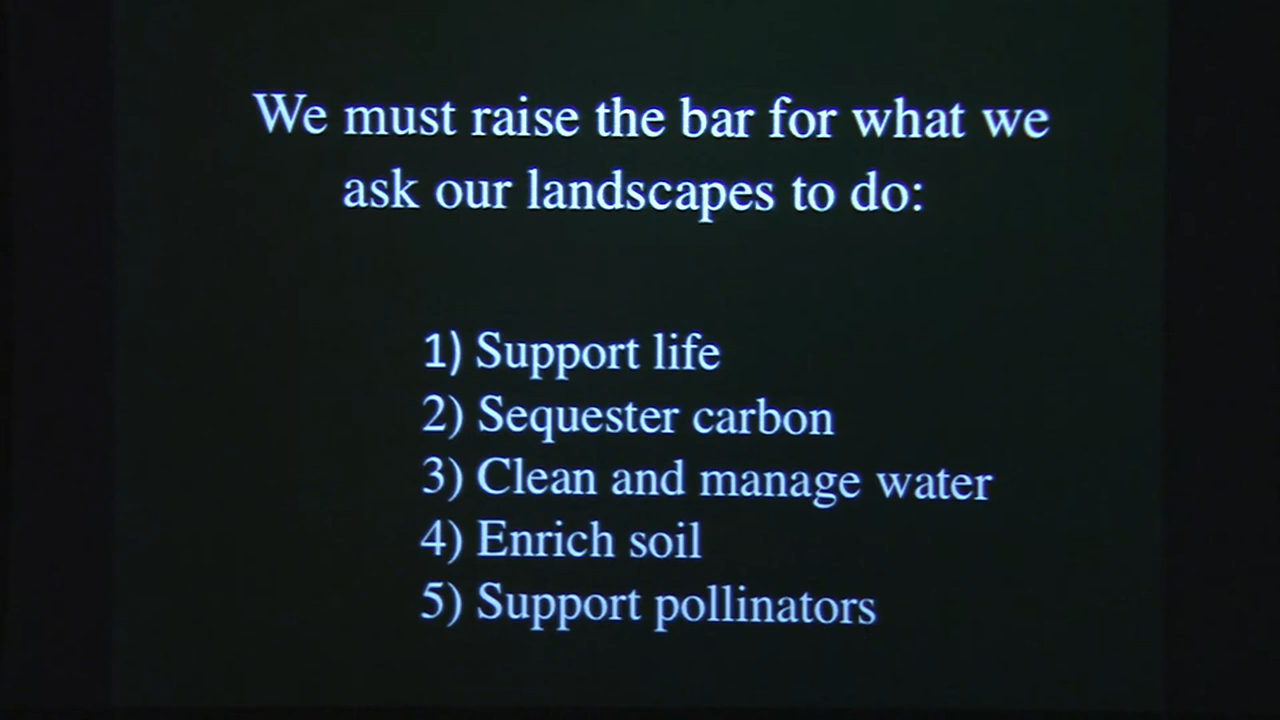 We must raise the bar for what we
ask our landscapes to do:
1) Support life
2) Sequester carbon
3) Clean and manage water
4) Enrich soil
5) Support pollinators